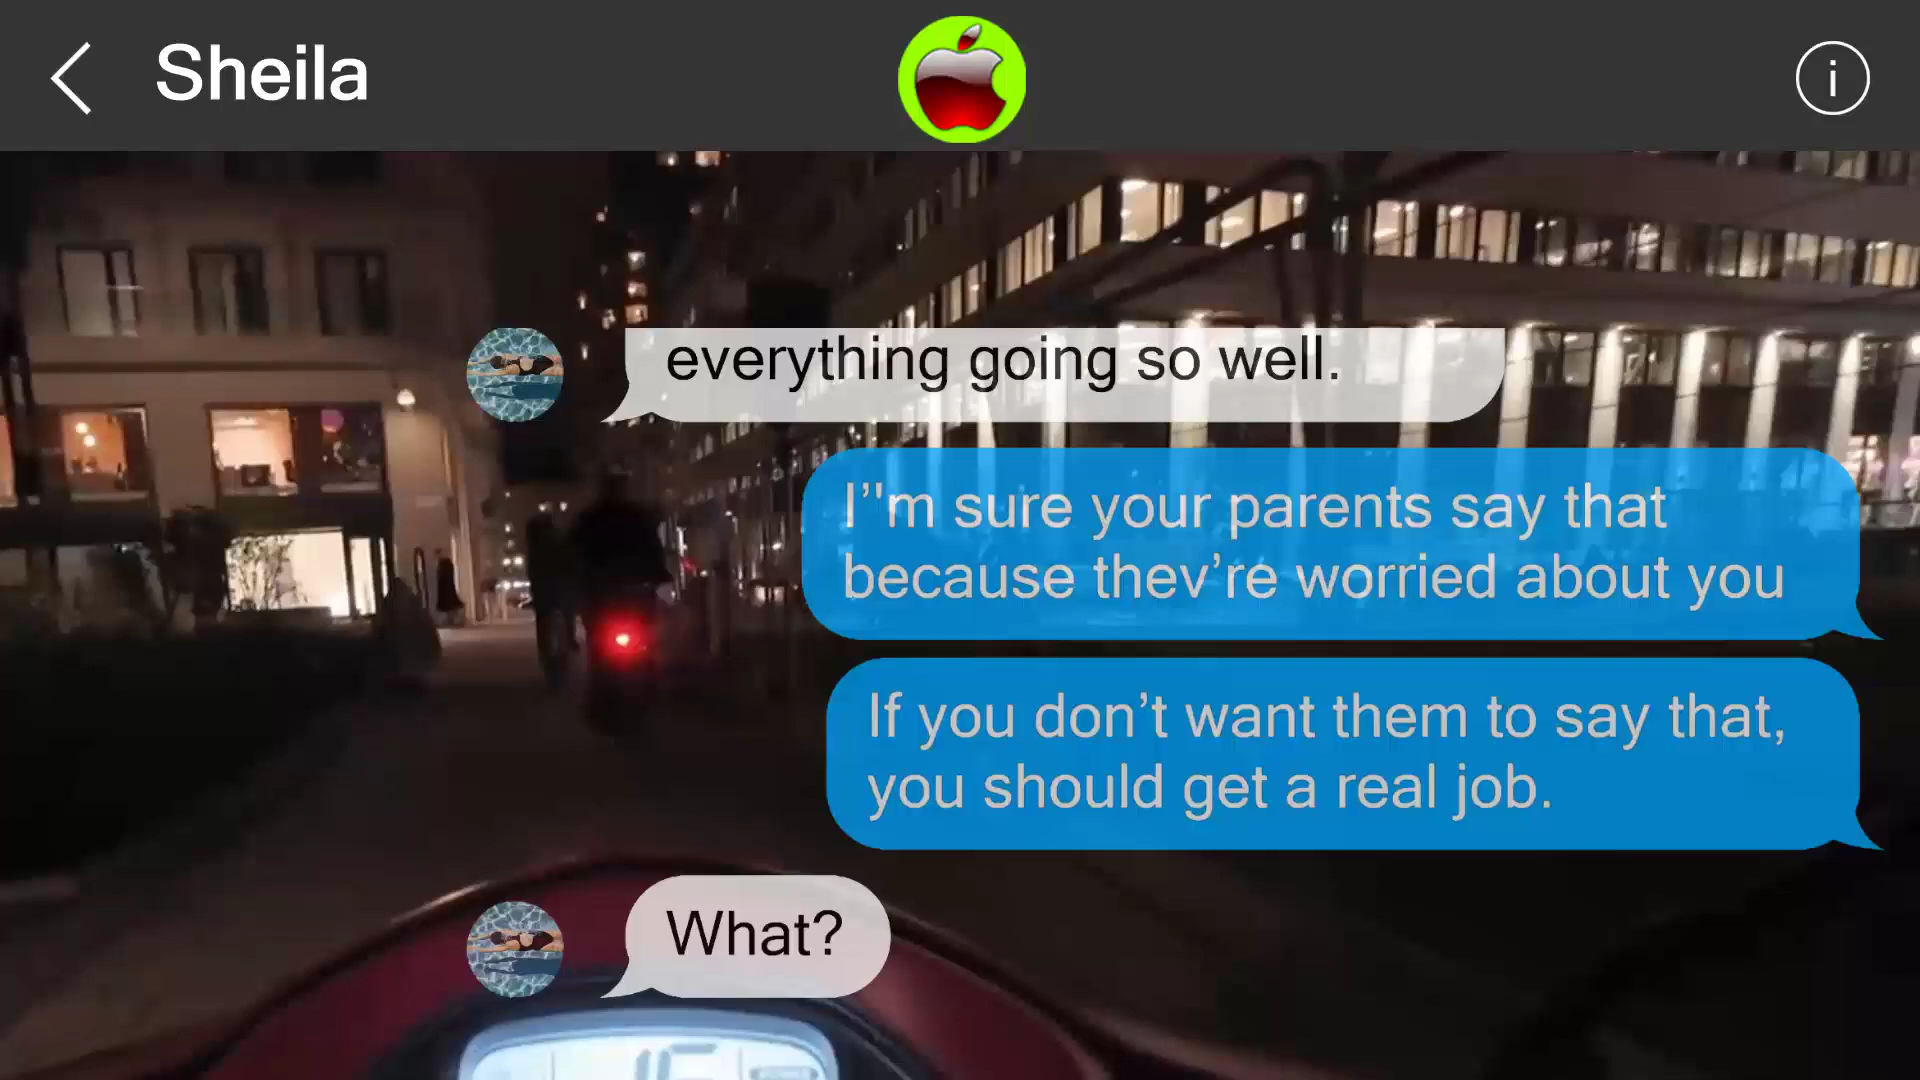 Sheila
i
everything going so well.
I’'m sure your parents say that
because thev’re worried about you
If you don’t want them to say that,
you should get a real job.
What?